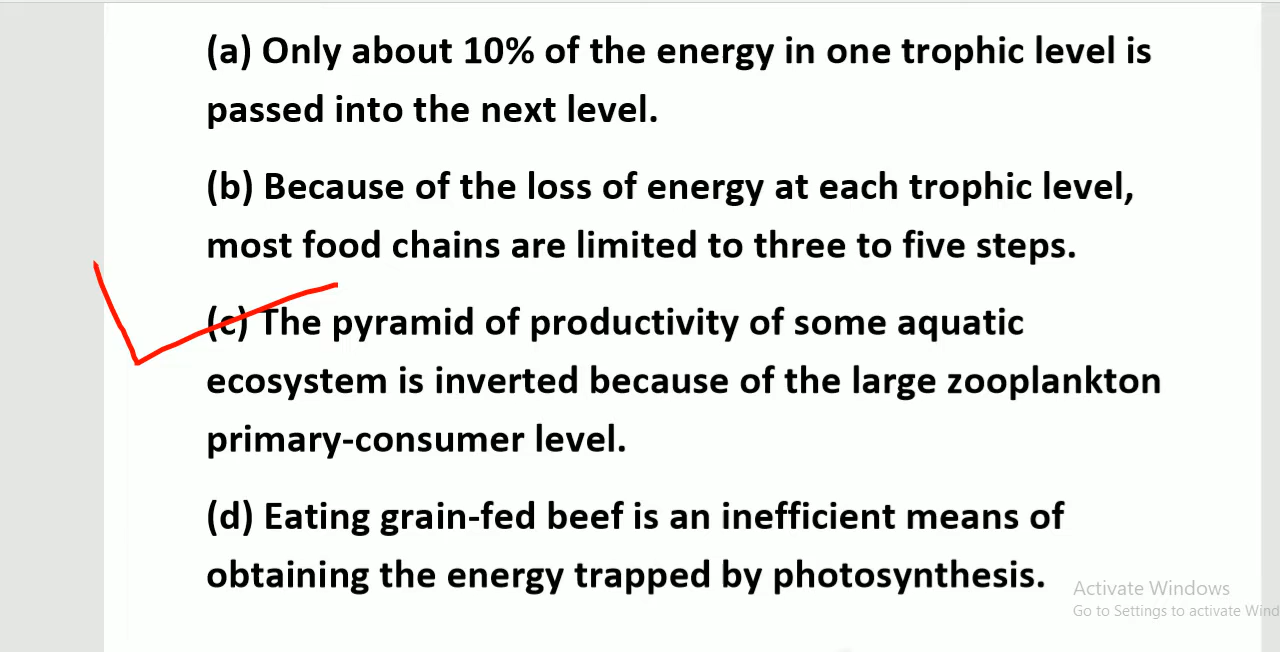 (a) Only about 10% of the energy in one trophic level is
passed into the next level.
(b) Because of the loss of energy at each trophic level,
most food chains are limited to three to five steps.
(c) The pyramid of productivity of some aquatic
ecosystem is inverted because of the large zooplankton
primary-consumer level.
(d) Eating grain-fed beef is an inefficient means of
obtaining the energy trapped by photosynthesis.
Activate Windows
Go to Settings to activate Wind